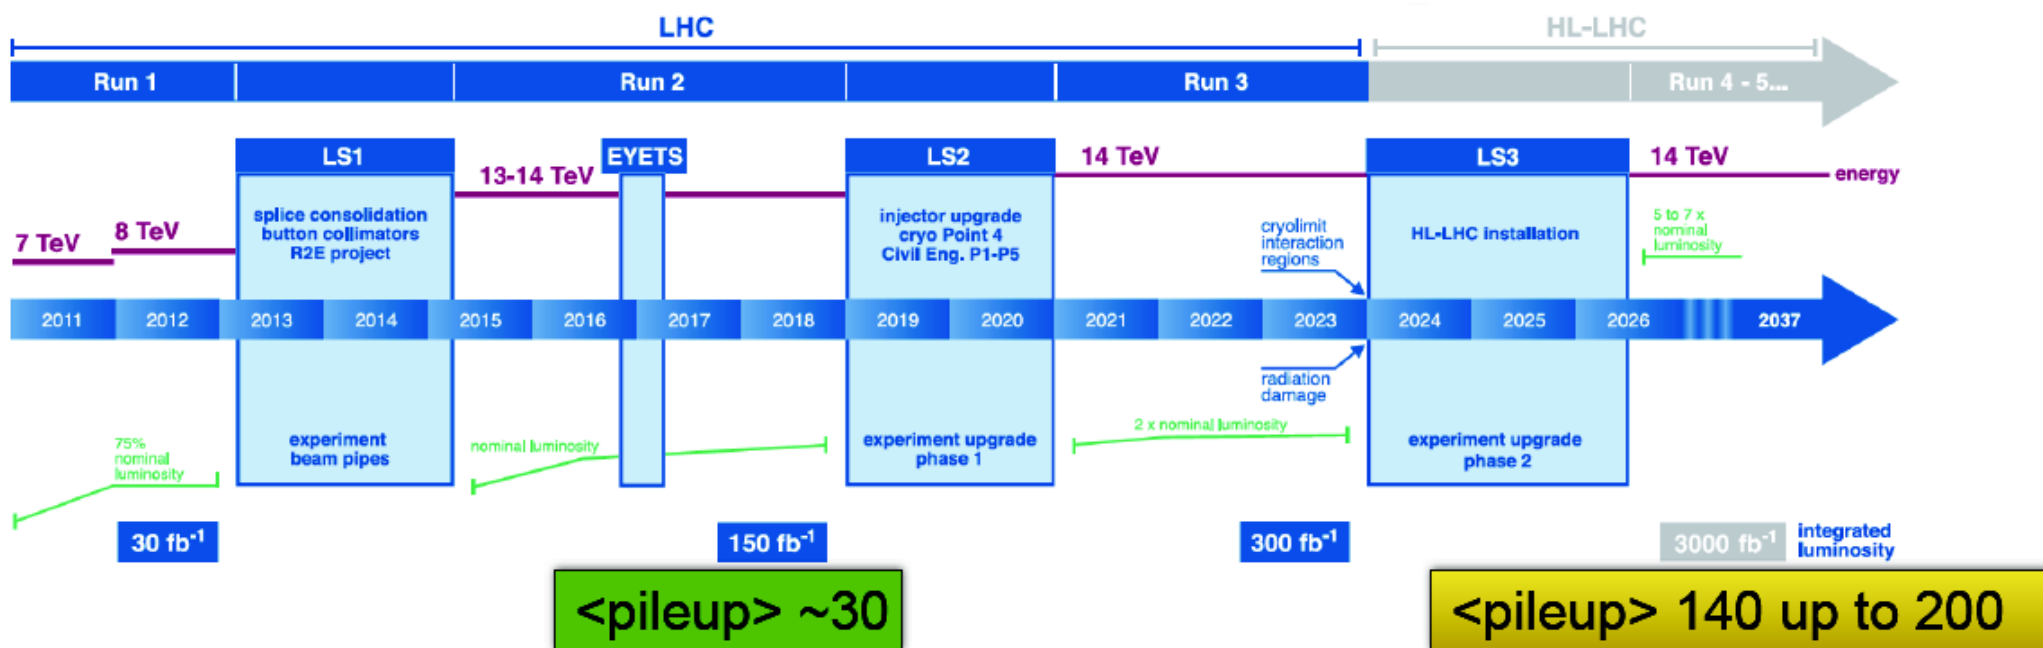 LHC
HL-LHC
Run 1
Run 2
Run 3
Run 4 - 5...
LS1
EYETS
LS2
LS3
7 TeV
8 TeV
13-14 TeV
14 TeV
14 TeV
energy
splice consolidation
button collimators
R2E project
injector upgrade
cryo Point 4
Civil Eng. P1-P5
cryolimit
interaction
regions
HL-LHC installation
5 to 7 x
nominal
luminosity
2011
2012
2013
2014
2015
2016
2017
2018
2019
2020
2021
2022
2023
2024
2025
2026
2037
radiation
damage
75%
nominal
luminosity
experiment
beam pipes
nominal luminosity
experiment upgrade
phase 1
2 x nominal luminosity
experiment upgrade
phase 2
30 fb⁻¹
150 fb⁻¹
300 fb⁻¹
3000 fb⁻¹
integrated
luminosity
<pileup> ~30
<pileup> 140 up to 200